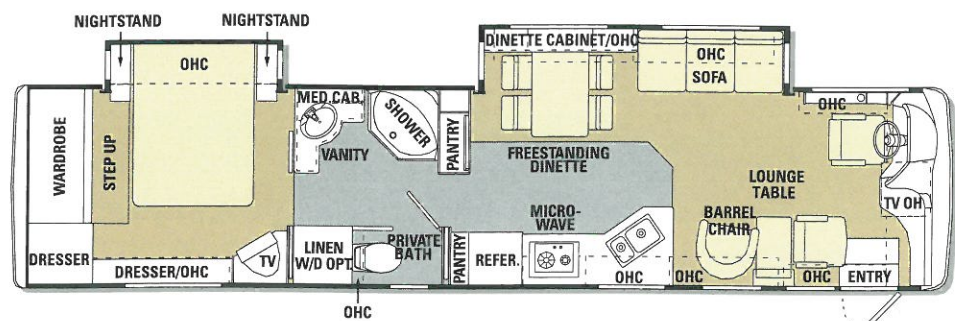 NIGHTSTAND
NIGHTSTAND
OHC
WARDROBE
STEP UP
DRESSER
DRESSER/OHC
TV
MED CAB.
VANITY
SHOWER
PANTRY
LINEN
W/D OPT.
PRIVATE
BATH
OHC
PANTRY
REFER.
MICRO-
WAVE
OHC
DINETTE CABINET/OHC
FREESTANDING
DINETTE
OHC
SOFA
OHC
LOUNGE
TABLE
BARREL
CHAIR
OHC
OHC
ENTRY
TV OH